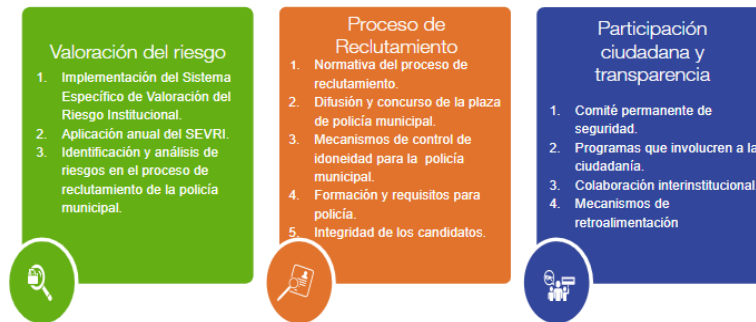 Valoración del riesgo
1. Implementación del Sistema
Específico de Valoración del
Riesgo Institucional.
2. Aplicación anual del SEVRI.
3. Identificación y análisis de
riesgos en el proceso de
reclutamiento de la policía
municipal.
Proceso de
Reclutamiento
1. Normativa del proceso de
reclutamiento.
2. Difusión y concurso de la plaza
de policía municipal.
3. Mecanismos de control de
idoneidad para la policía
municipal.
4. Formación y requisitos para
policía.
5. Integridad de los candidatos.
Participación
ciudadana y
transparencia
1. Comité permanente de
seguridad.
2. Programas que involucren a la
ciudadanía.
3. Colaboración interinstitucional
4. Mecanismos de
retroalimentación